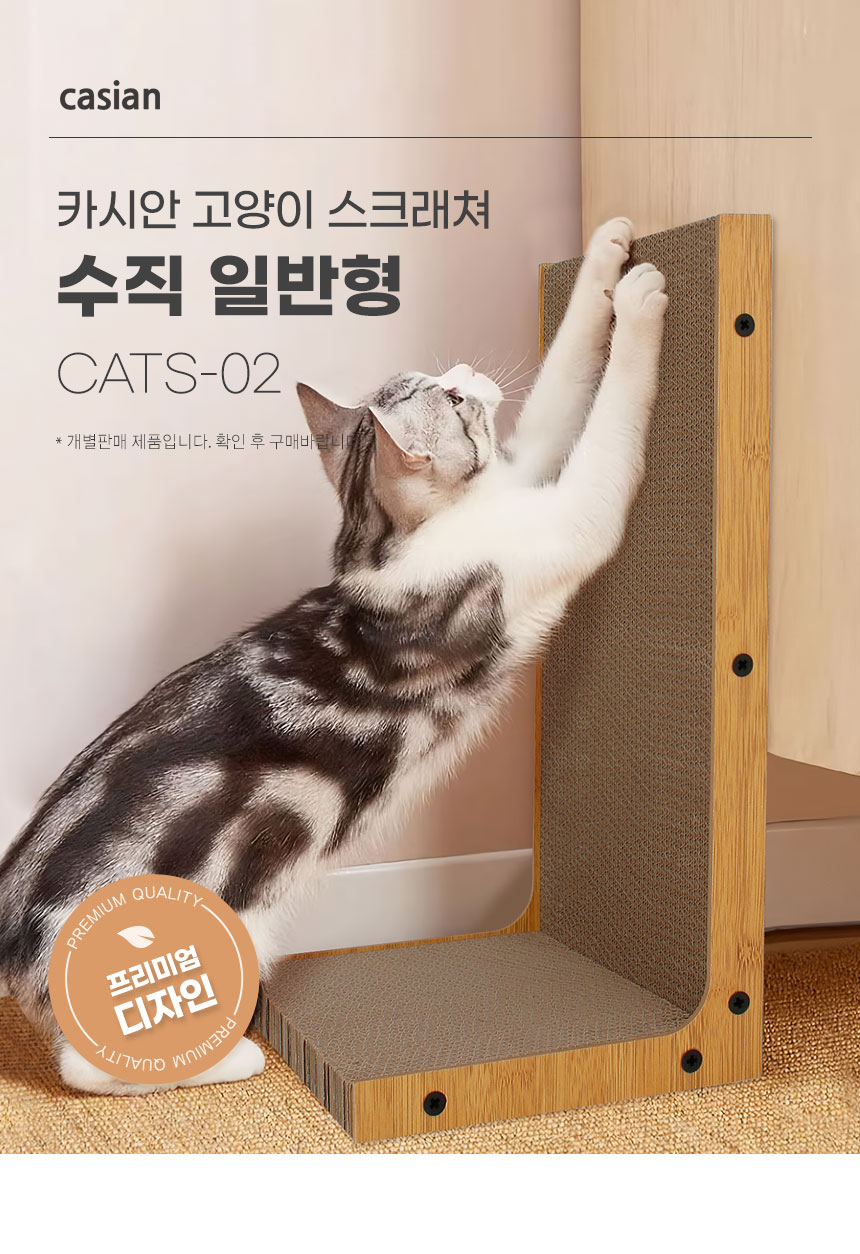 casian
카시안 고양이 스크래쳐
수직 일반형
CATS-02
* 개별판매 제품입니다. 확인 후 구매바랍니다
PREMIUM QUALITY
프리미엄
디자인
PREMIUM QUALITY